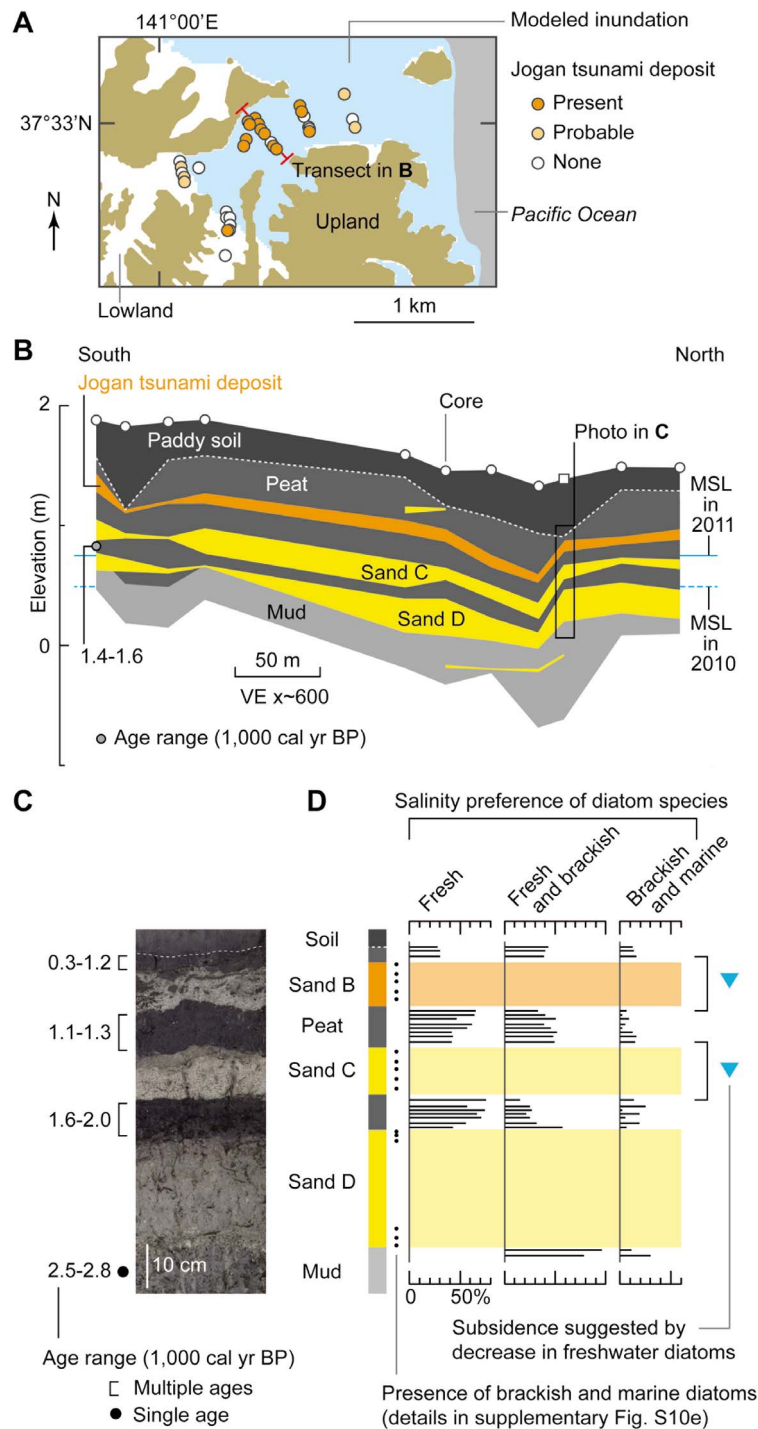 A
141°00'E
Modeled inundation
Jogan tsunami deposit
Present
Probable
None
37°33'N
Transect in B
N
Upland
Pacific Ocean
Lowland
1 km
B
South
North
Jogan tsunami deposit
2
Core
Photo in C
Paddy soil
Peat
MSL
in
2011
Elevation (m)
Sand C
Sand D
Mud
MSL
in
2010
0
1.4-1.6
50 m
VE x~600
Age range (1,000 cal yr BP)
C
D
Salinity preference of diatom species
Fresh
Fresh
and brackish
Brackish
and marine
Soil
0.3-1.2
Sand B
1.1-1.3
Peat
Sand C
1.6-2.0
Sand D
10 cm
2.5-2.8
Mud
0
50%
Subsidence suggested by
decrease in freshwater diatoms
Age range (1,000 cal yr BP)
Multiple ages
Single age
Presence of brackish and marine diatoms
(details in supplementary Fig. S10e)